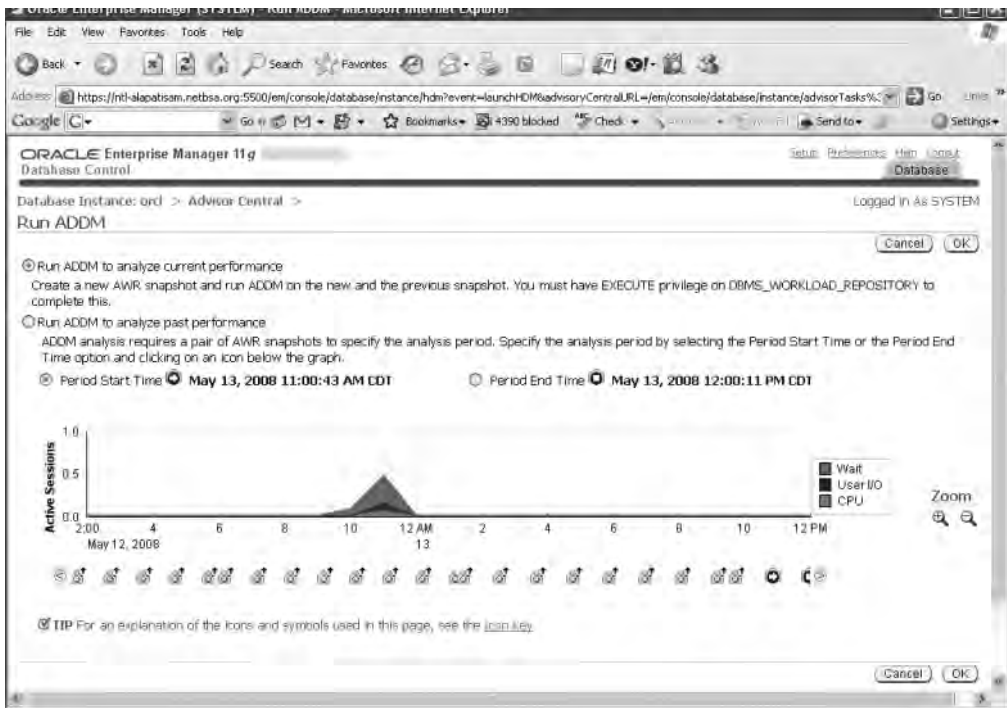 Oracle Enterprise Manager (SYSTEM) - Run ADDM - Microsoft Internet Explorer
File Edit View Favorites Tools Help
Back Search Favorites
Address https://ntl-alapatisam.netbsa.org:5500/em/console/database/instance/hdm?event=launchHDM&advisoryCentralURL=/em/console/database/instance/advisorTasks%. Go Links »
Google G Go Bookmarks 4390 blocked Check Send to Settings
ORACLE Enterprise Manager 11g
Database Control
Setup Preferences Help Logout
Database
Database Instance: orcl > Advisor Central >
Logged in As SYSTEM
Run ADDM
Cancel OK
Run ADDM to analyze current performance
Create a new AWR snapshot and run ADDM on the new and the previous snapshot. You must have EXECUTE privilege on DBMS_WORKLOAD_REPOSITORY to
complete this.
Run ADDM to analyze past performance
ADDM analysis requires a pair of AWR snapshots to specify the analysis period. Specify the analysis period by selecting the Period Start Time or the Period End
Time option and clicking on an icon below the graph.
Period Start Time May 13, 2008 11:00:43 AM CDT Period End Time May 13, 2008 12:00:11 PM CDT
Active Sessions
1.0
0.5
0.0
Wait
User I/O
CPU
Zoom
2:00 4 6 8 10 12 AM 2 4 6 8 10 12 PM
May 12, 2008 13
TIP For an explanation of the icons and symbols used in this page, see the icon key
Cancel OK